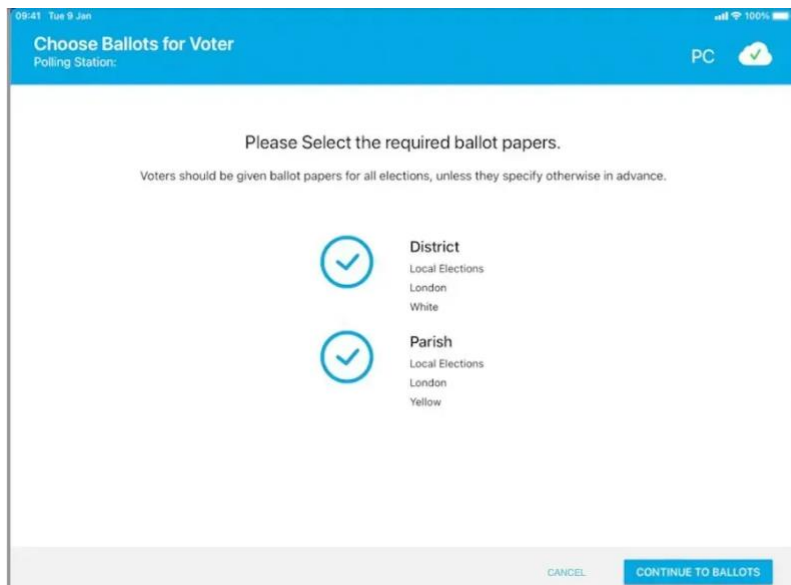 09:41 Tue 9 Jan
100%
Choose Ballots for Voter
Polling Station:
PC
Please Select the required ballot papers.
Voters should be given ballot papers for all elections, unless they specify otherwise in advance.
District
Local Elections
London
White
Parish
Local Elections
London
Yellow
CANCEL
CONTINUE TO BALLOTS